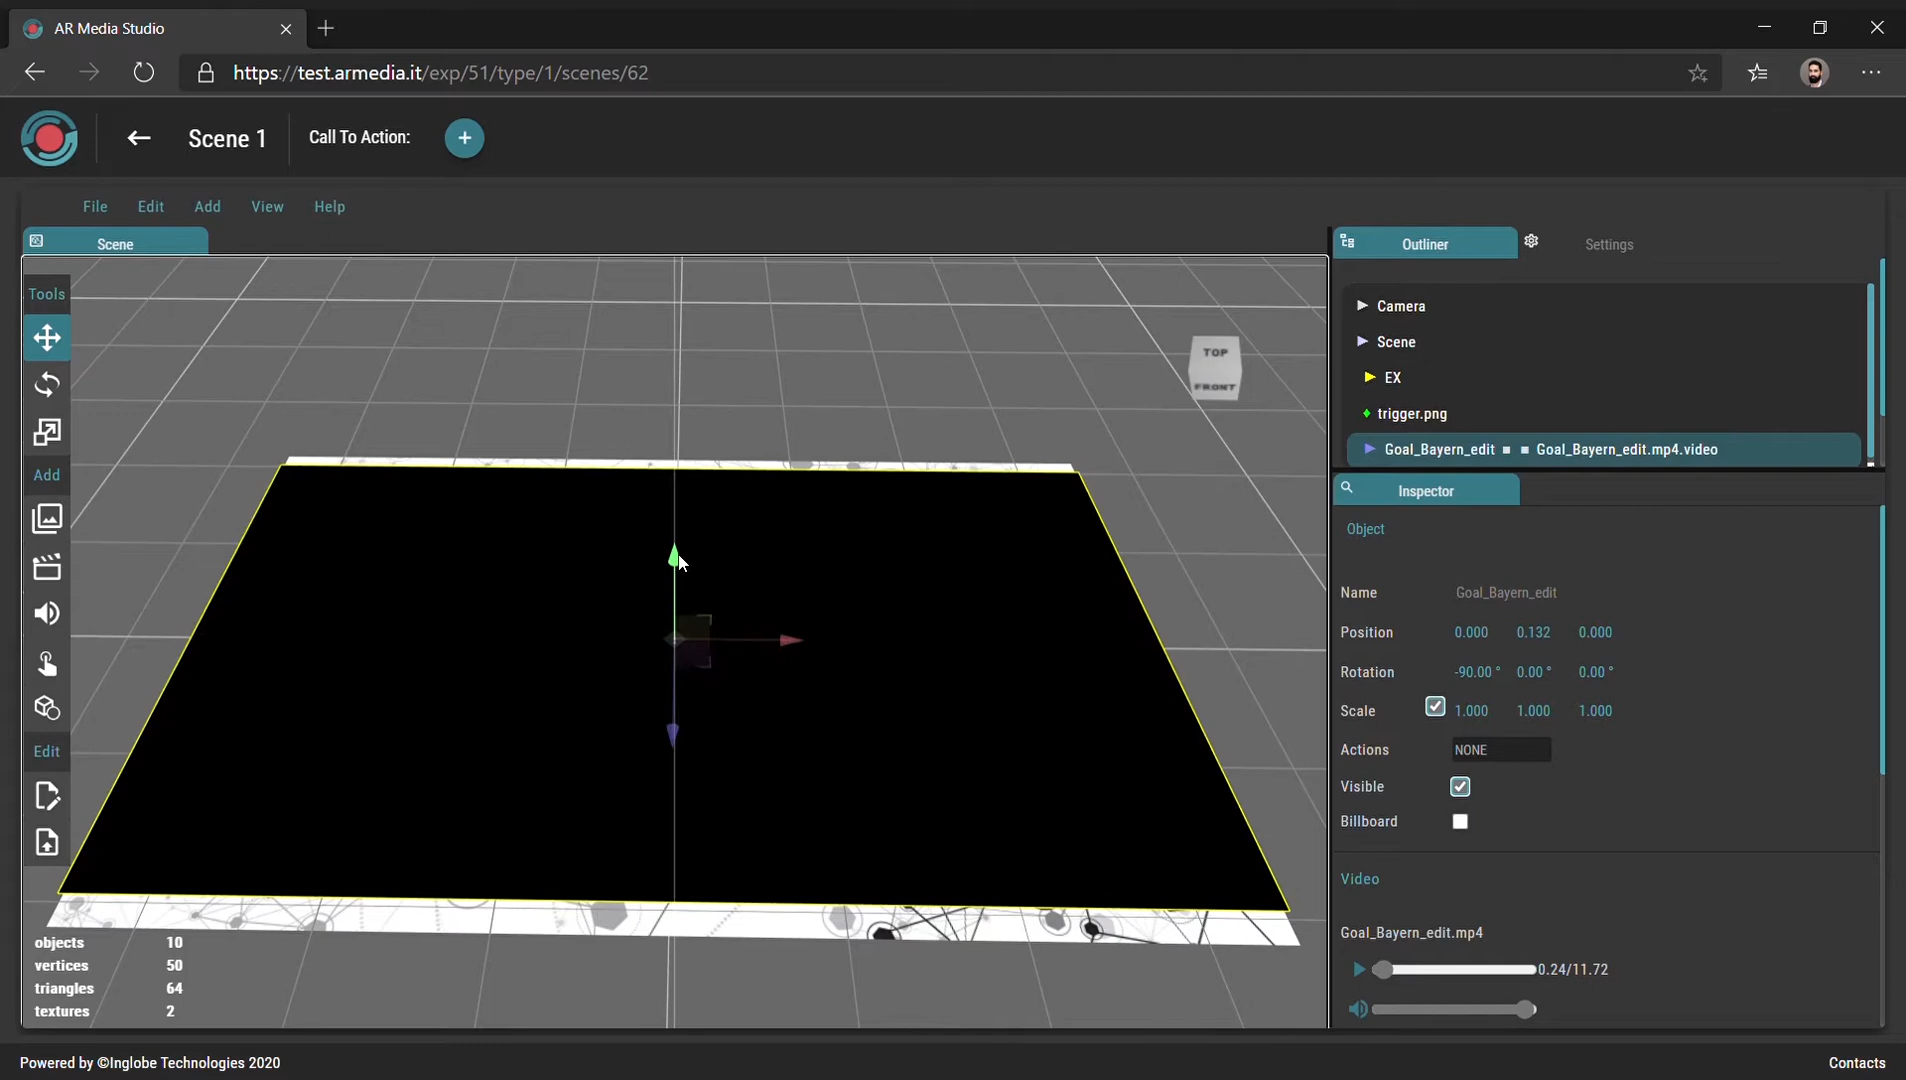 AR Media Studio
https://test.armedia.it/exp/51/type/1/scenes/62
Scene 1
Call To Action:
File Edit Add View Help
Scene
Outliner
Settings
Tools
TOP
FRONT
Camera
Scene
EX
trigger.png
Goal_Bayern_edit Goal_Bayern_edit.mp4.video
Add
Inspector
Object
Name Goal_Bayern_edit
Position 0.000 0.132 0.000
Rotation -90.00 ° 0.00 ° 0.00 °
Scale 1.000 1.000 1.000
Actions NONE
Edit
Visible
Billboard
Video
Goal_Bayern_edit.mp4
0.24/11.72
objects 10
vertices 50
triangles 64
textures 2
Powered by ©Inglobe Technologies 2020
Contacts